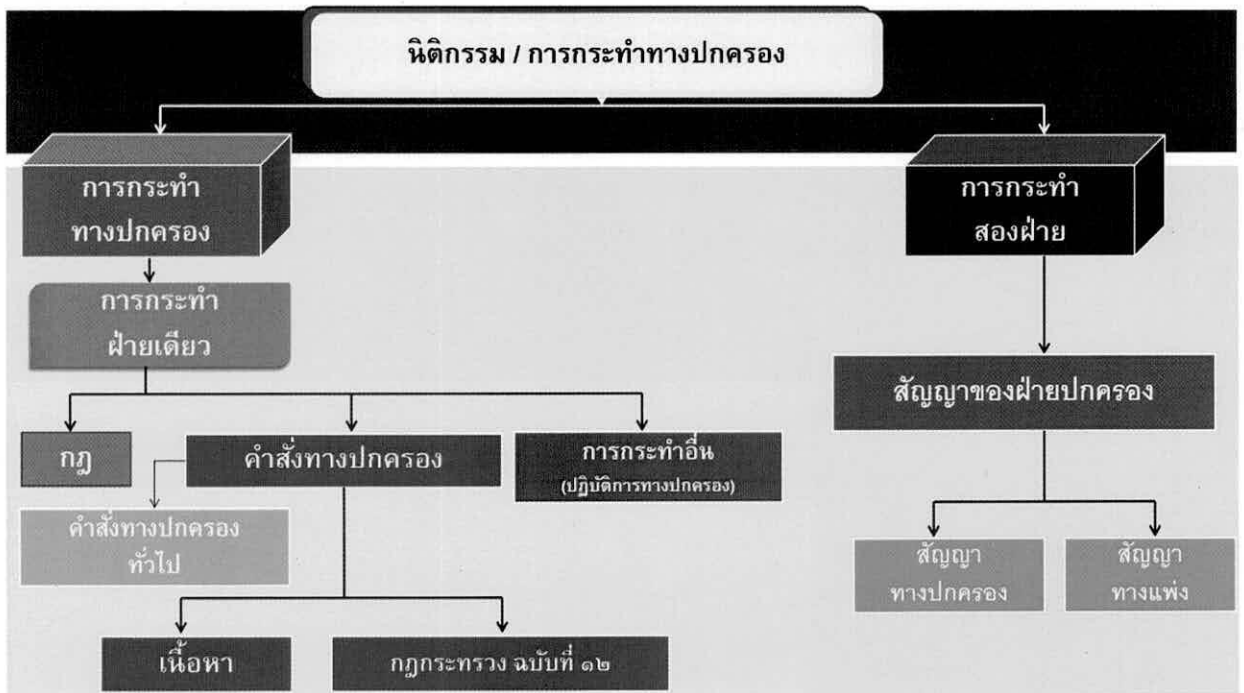 นิติกรรม / การกระทำทางปกครอง
การกระทำ
ทางปกครอง
การกระทำ
สองฝ่าย
การกระทำ
ฝ่ายเดียว
สัญญาของฝ่ายปกครอง
กฎ
คำสั่งทางปกครอง
การกระทำอื่น
(ปฏิบัติการทางปกครอง)
คำสั่งทางปกครอง
ทั่วไป
สัญญา
ทางปกครอง
สัญญา
ทางแพ่ง
เนื้อหา
กฎกระทรวง ฉบับที่ ๑๒